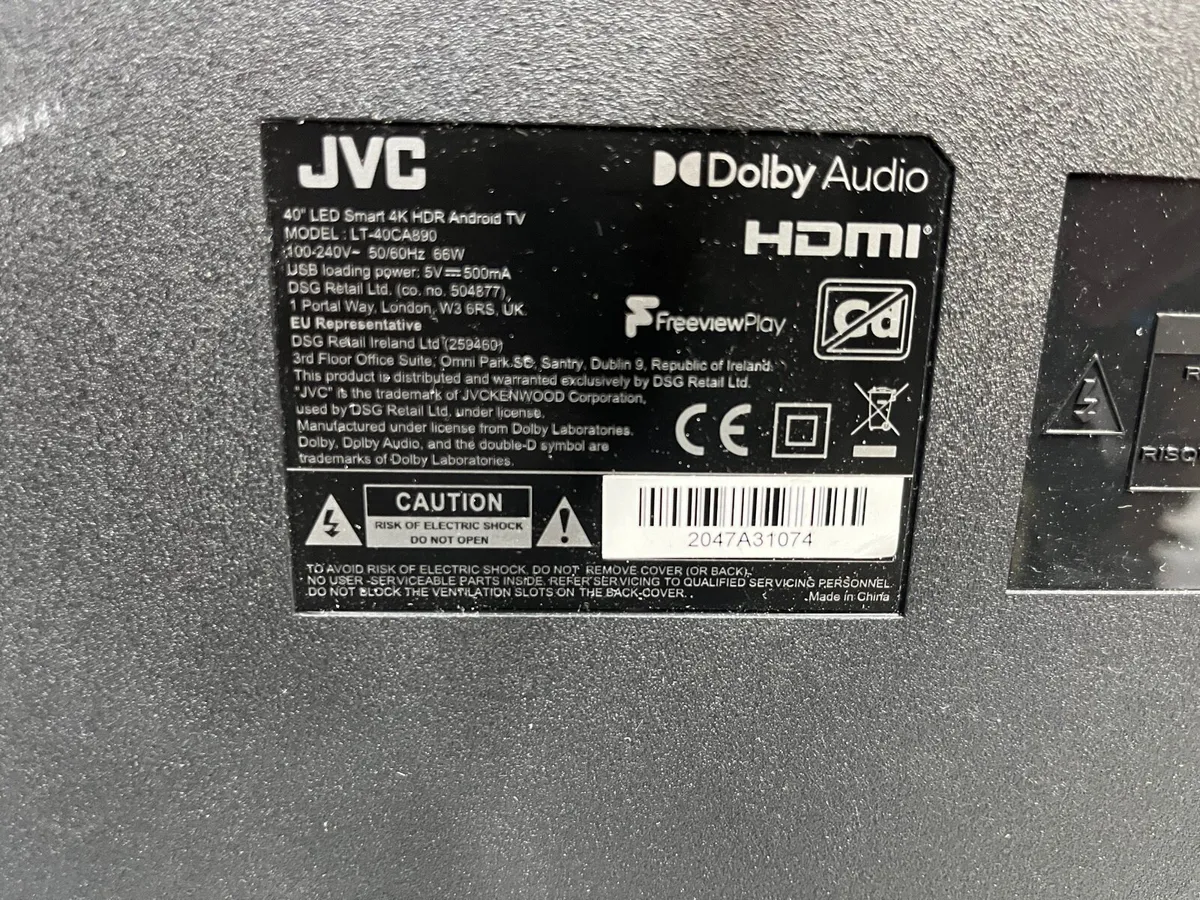 JVC
Dolby Audio
HDMI®
40" LED Smart 4K HDR Android TV
MODEL : LT-40CA890
100-240V~ 50/60Hz 66W
USB loading power: 5V⎓500mA
DSG Retail Ltd. (co. no. 504877),
1 Portal Way, London, W3 6RS, UK
EU Representative
DSG Retail Ireland Ltd (259460)
3rd Floor Office Suite, Omni Park SC, Santry, Dublin 9, Republic of Ireland.
This product is distributed and warranted exclusively by DSG Retail Ltd.
"JVC" is the trademark of JVCKENWOOD Corporation,
used by DSG Retail Ltd. under license.
Manufactured under license from Dolby Laboratories.
Dolby, Dolby Audio, and the double-D symbol are
trademarks of Dolby Laboratories.
FreeviewPlay
Cd
CE
CAUTION
RISK OF ELECTRIC SHOCK
DO NOT OPEN
2047A31074
TO AVOID RISK OF ELECTRIC SHOCK, DO NOT REMOVE COVER (OR BACK).
NO USER -SERVICEABLE PARTS INSIDE. REFER SERVICING TO QUALIFIED SERVICING PERSONNEL.
DO NOT BLOCK THE VENTILATION SLOTS ON THE BACK-COVER.
Made in China
R
RISQ